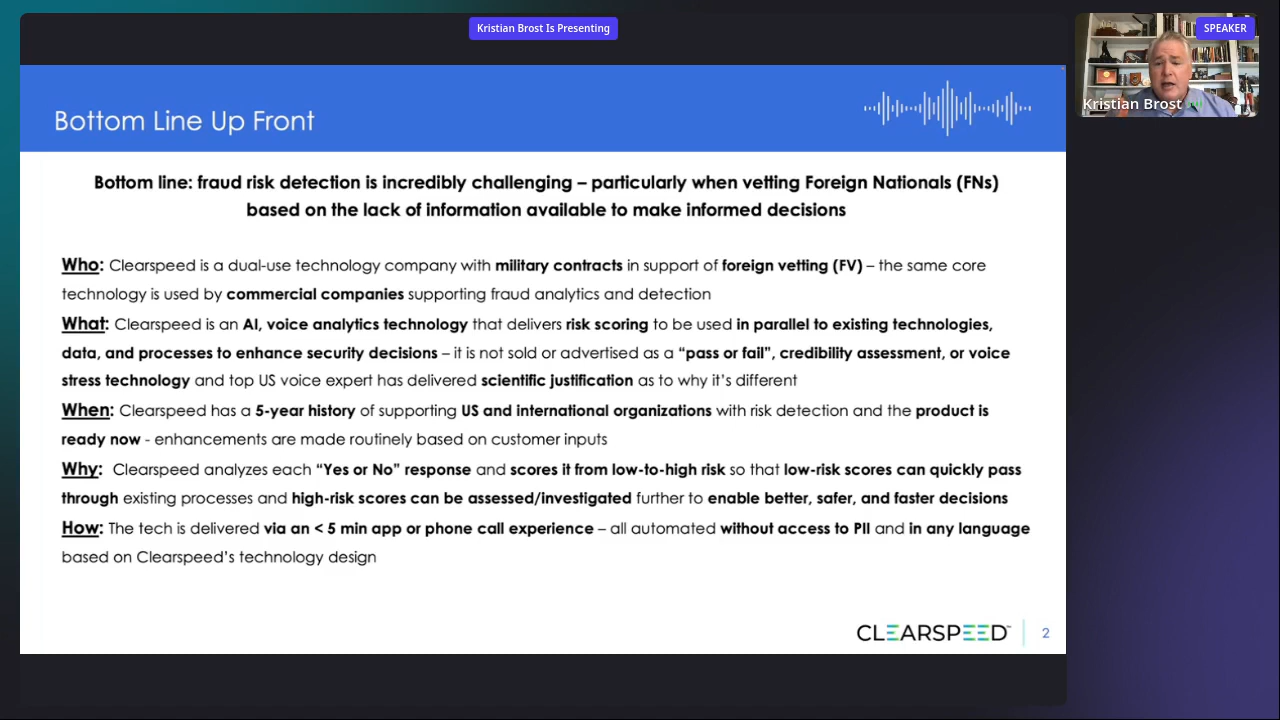 Kristian Brost Is Presenting
SPEAKER
Kristian Brost
Bottom Line Up Front
Bottom line: fraud risk detection is incredibly challenging – particularly when vetting Foreign Nationals (FNs)
based on the lack of information available to make informed decisions
Who: Clearspeed is a dual-use technology company with military contracts in support of foreign vetting (FV) – the same core
technology is used by commercial companies supporting fraud analytics and detection
What: Clearspeed is an AI, voice analytics technology that delivers risk scoring to be used in parallel to existing technologies,
data, and processes to enhance security decisions – it is not sold or advertised as a “pass or fail”, credibility assessment, or voice
stress technology and top US voice expert has delivered scientific justification as to why it’s different
When: Clearspeed has a 5-year history of supporting US and international organizations with risk detection and the product is
ready now - enhancements are made routinely based on customer inputs
Why: Clearspeed analyzes each “Yes or No” response and scores it from low-to-high risk so that low-risk scores can quickly pass
through existing processes and high-risk scores can be assessed/investigated further to enable better, safer, and faster decisions
How: The tech is delivered via an < 5 min app or phone call experience – all automated without access to PII and in any language
based on Clearspeed’s technology design
CLEARSPEED™ 2